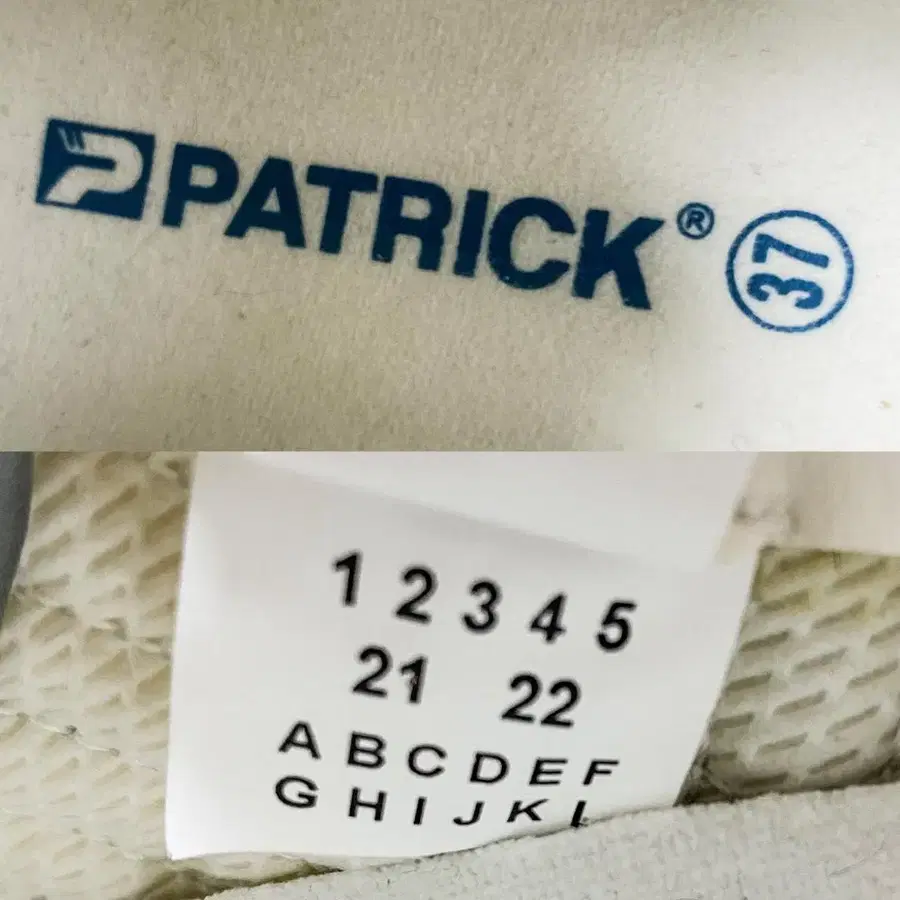 PATRICK® 37
1 2 3 4 5
21 22
A B C D E F
G H I J K L